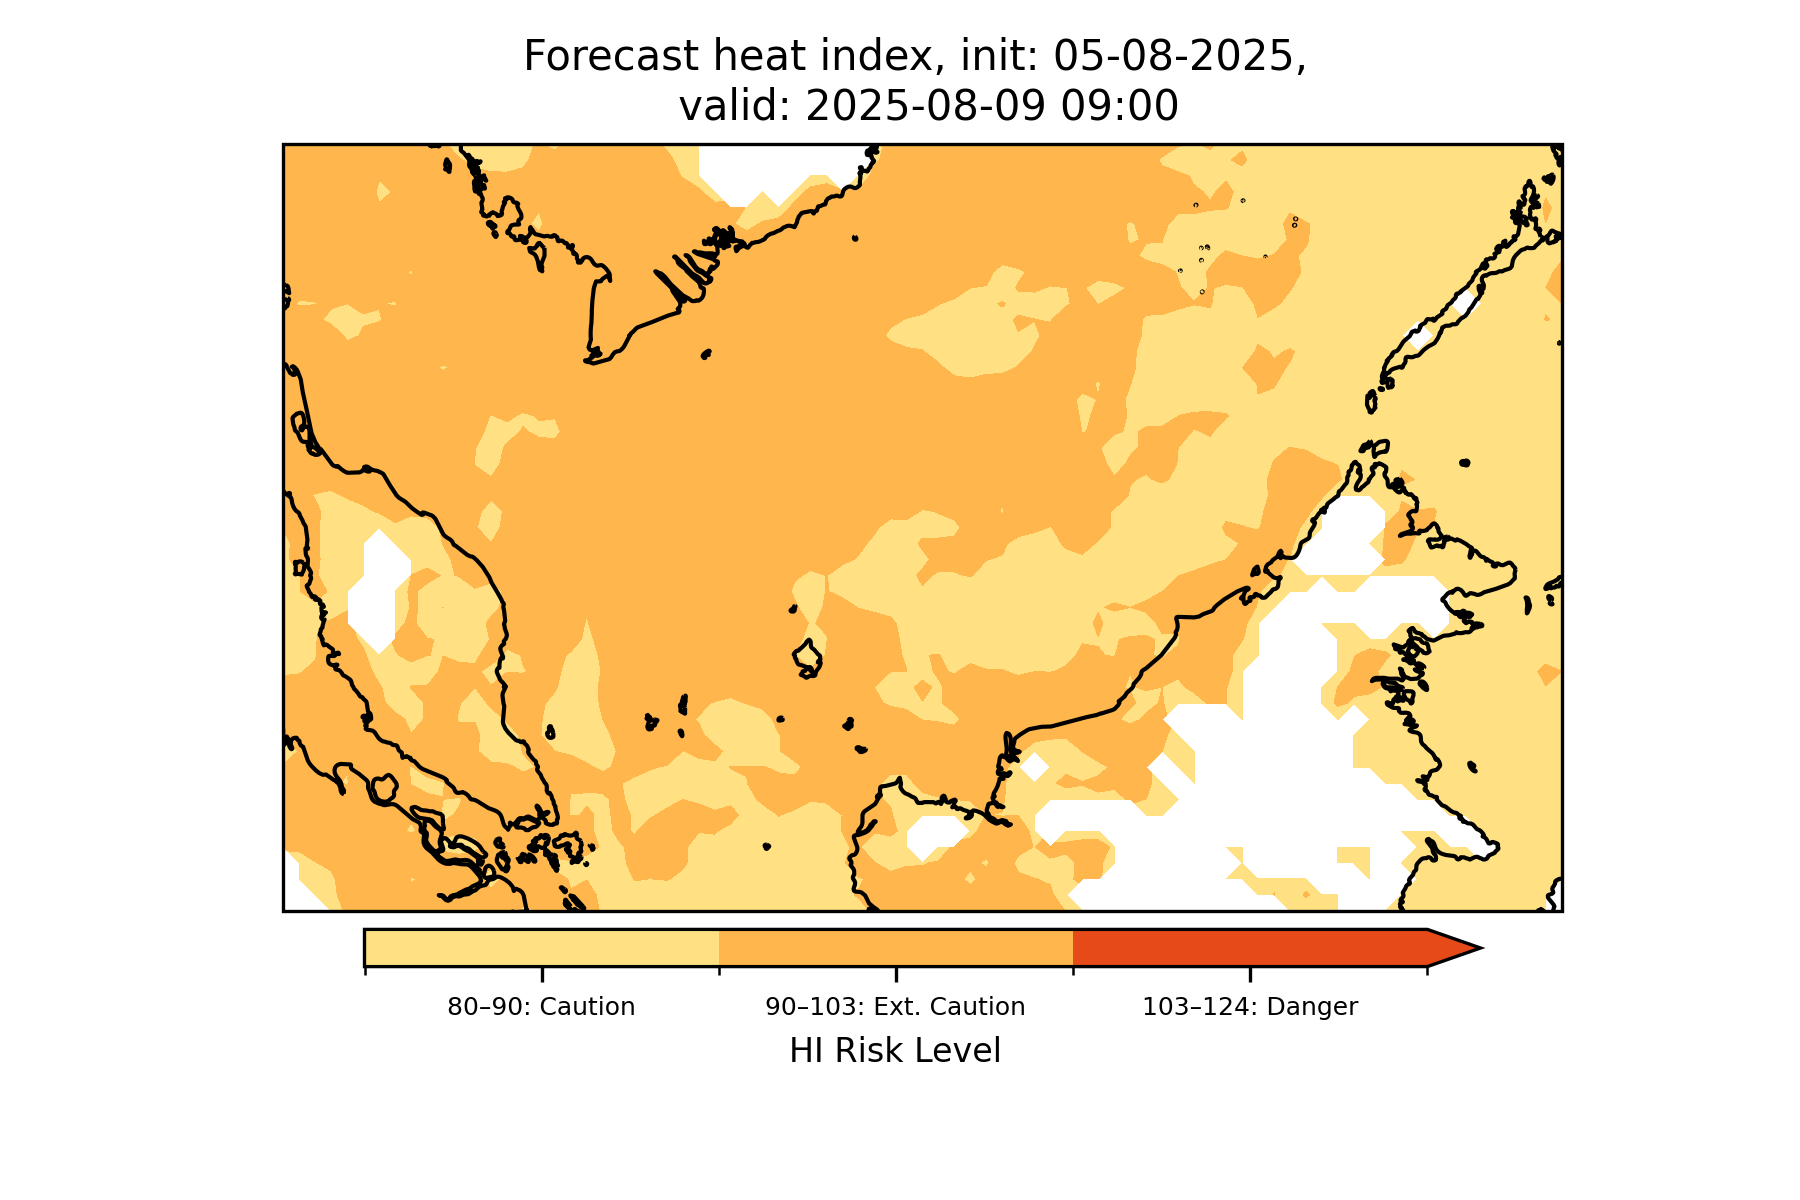 Forecast heat index, init: 05-08-2025,
valid: 2025-08-09 09:00
80–90: Caution
90–103: Ext. Caution
103–124: Danger
HI Risk Level